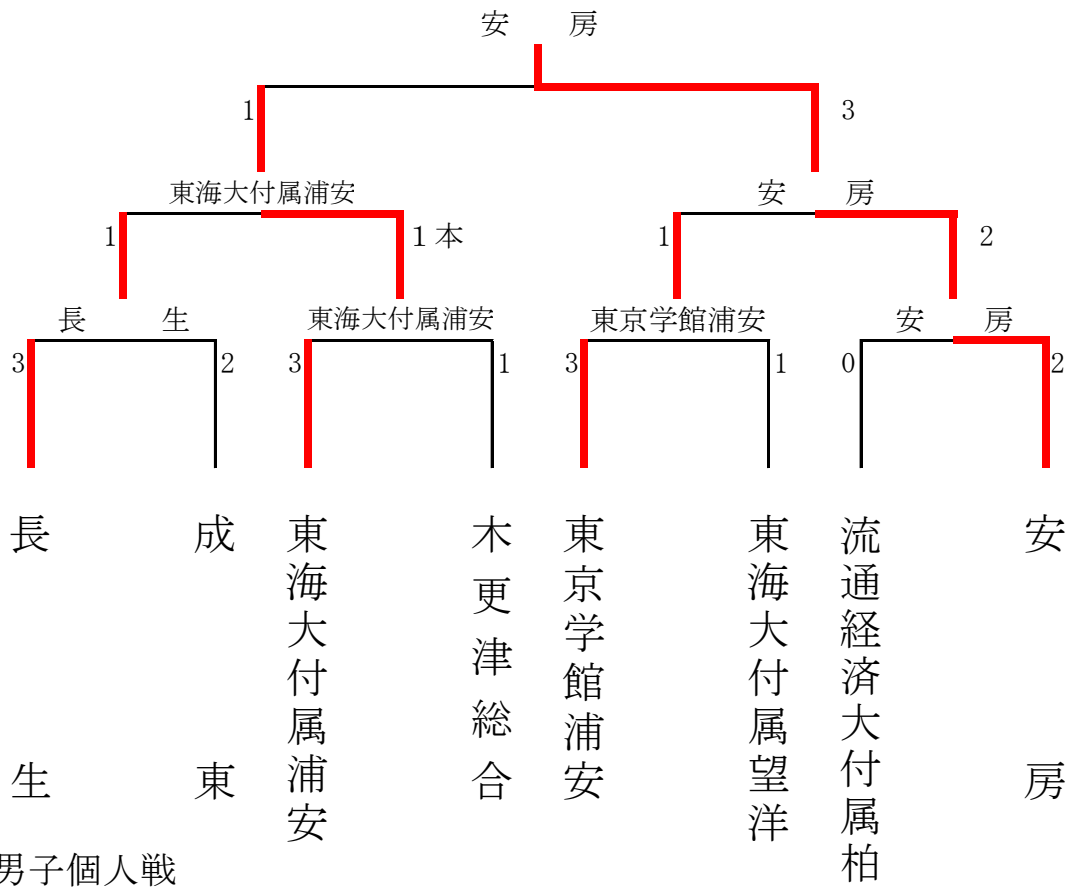 安 房
1 3
東海大付属浦安 安 房
1 1本 1 2
長 生 東海大付属浦安 東京学館浦安 安 房
3 2 3 1 3 1 0 2
長生
成東
東海大付属浦安
木更津総合
東京学館浦安
東海大付属望洋
流通経済大付属柏
安房
男子個人戦